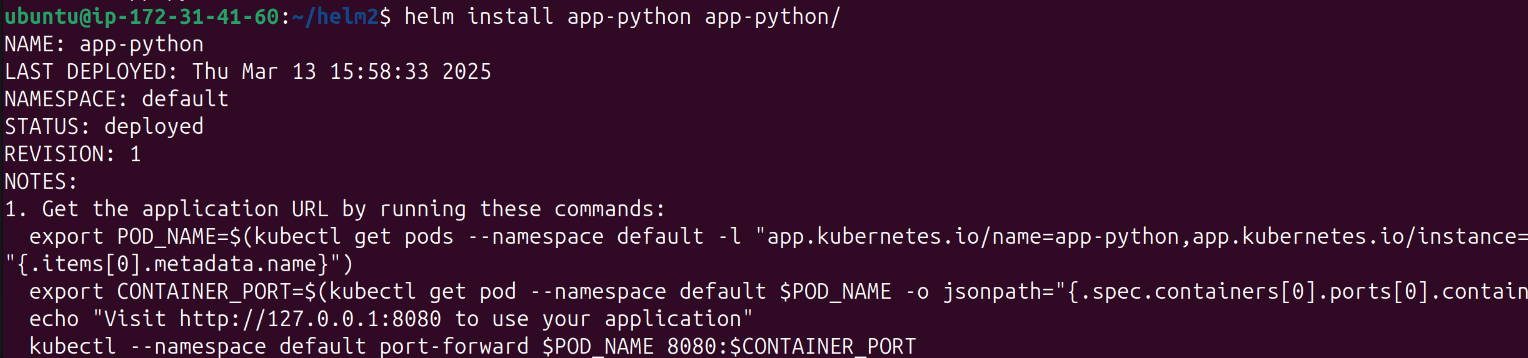 ubuntu@ip-172-31-41-60:~/helm2$ helm install app-python app-python/
NAME: app-python
LAST DEPLOYED: Thu Mar 13 15:58:33 2025
NAMESPACE: default
STATUS: deployed
REVISION: 1
NOTES:
1. Get the application URL by running these commands:
  export POD_NAME=$(kubectl get pods --namespace default -l "app.kubernetes.io/name=app-python,app.kubernetes.io/instance=
"{.items[0].metadata.name}")
  export CONTAINER_PORT=$(kubectl get pod --namespace default $POD_NAME -o jsonpath="{.spec.containers[0].ports[0].contain
  echo "Visit http://127.0.0.1:8080 to use your application"
  kubectl --namespace default port-forward $POD_NAME 8080:$CONTAINER_PORT